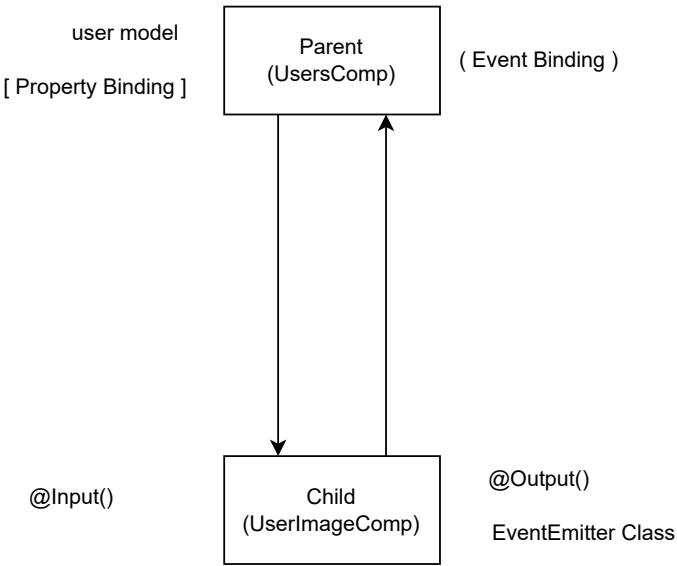 user model
[ Property Binding ]
Parent
(UsersComp)
( Event Binding )
@Input()
Child
(UserImageComp)
@Output()
EventEmitter Class